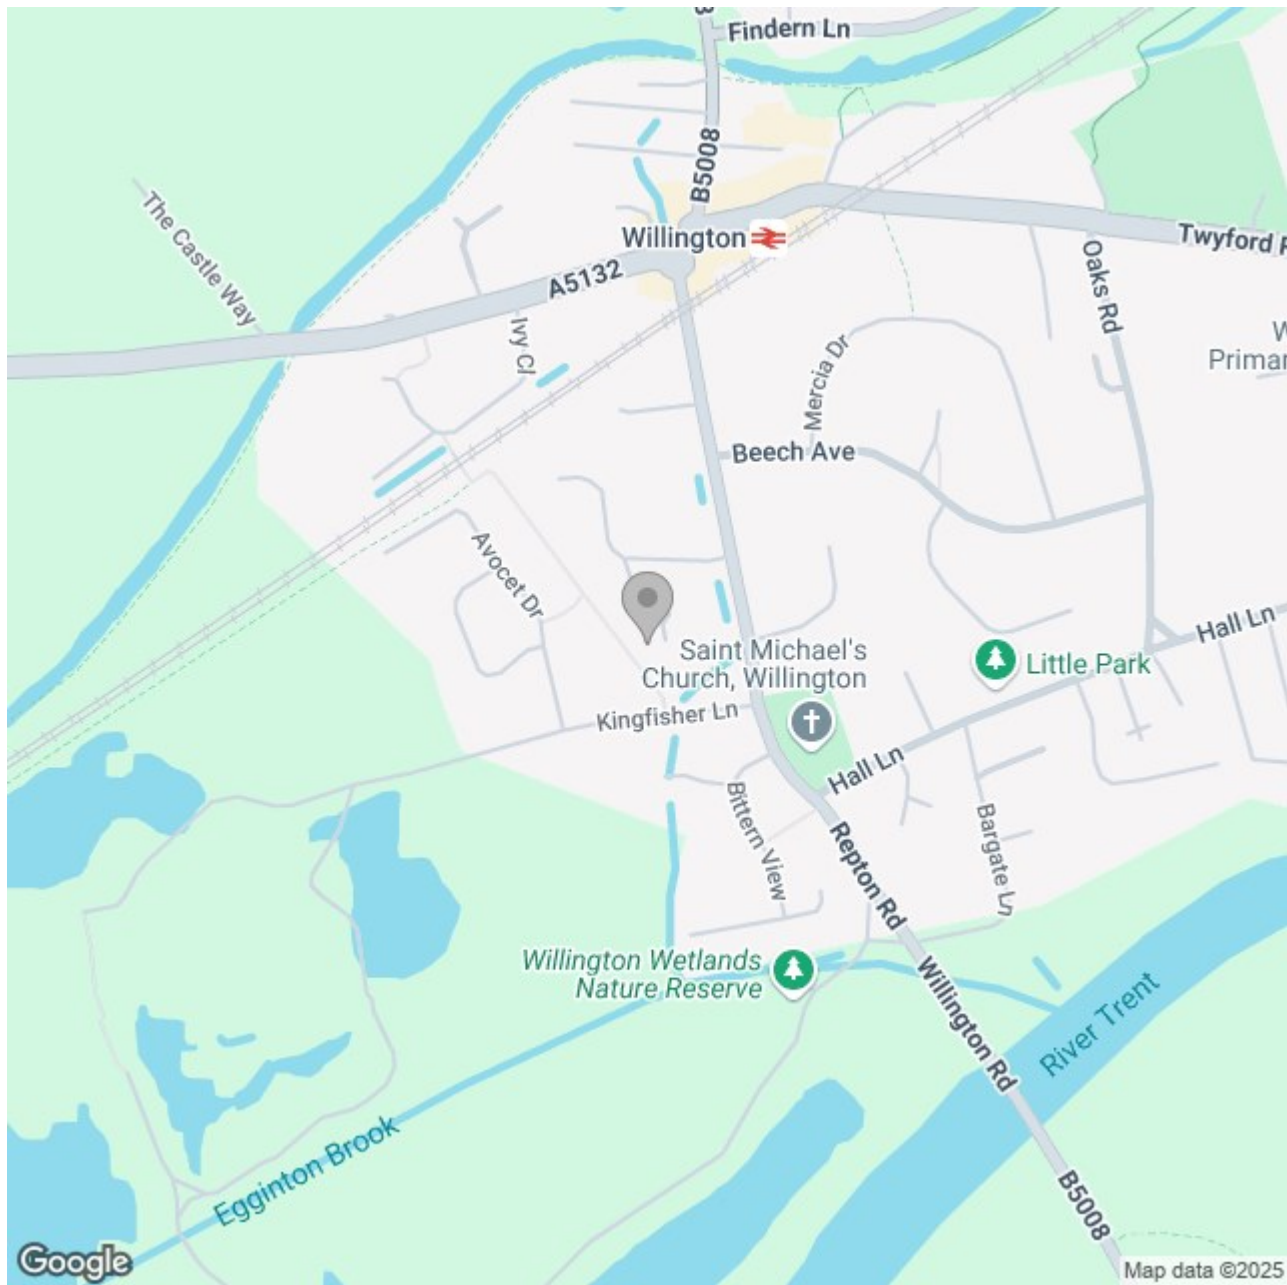 Findern Ln
B5008
The Castle Way
Willington
Twyford
A5132
Oaks Rd
Ivy Cl
Mercia Dr
Primar
Beech Ave
Avocet Dr
Hall Ln
Saint Michael's
Church, Willington
Little Park
Kingfisher Ln
Hall Ln
Bittern View
Bargate Ln
Repton Rd
Willington Wetlands
Nature Reserve
Willington Rd
River Trent
Egginton Brook
B5008
Google
Map data ©2025